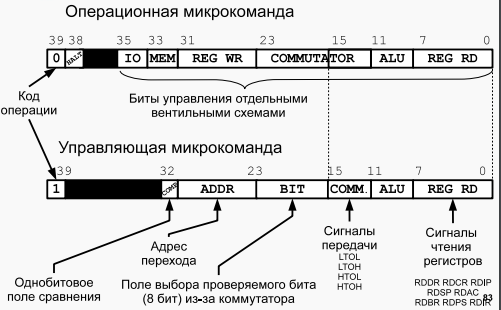 Операционная микрокоманда
39 38 35 33 31 23 15 11 7 0
0 HALT IO MEM REG WR COMMUTATOR ALU REG RD
Код
операции
Биты управления отдельными
вентильными схемами
Управляющая микрокоманда
39 32 23 15 11 7 0
1 COMP ADDR BIT COMM. ALU REG RD
Однобитовое
поле сравнения
Адрес
перехода
Поле выбора проверяемого бита
(8 бит) из-за коммутатора
Сигналы
передачи
LTOL
LTOH
HTOL
HTOH
Сигналы
чтения
регистров
RDDR RDCR RDIP
RDSP RDAC
RDBR RDPS RDIR
83